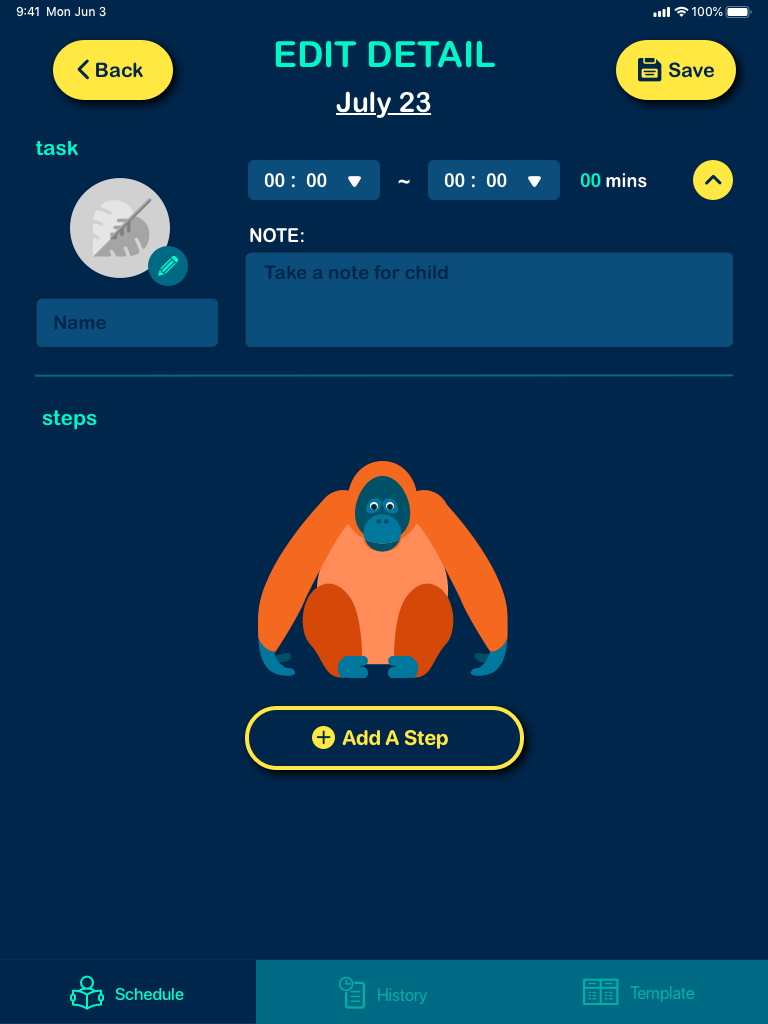 9:41 Mon Jun 3
100%
Back
EDIT DETAIL
Save
July 23
task
00 : 00
~
00 : 00
00 mins
NOTE:
Take a note for child
Name
steps
Add A Step
Schedule
History
Template